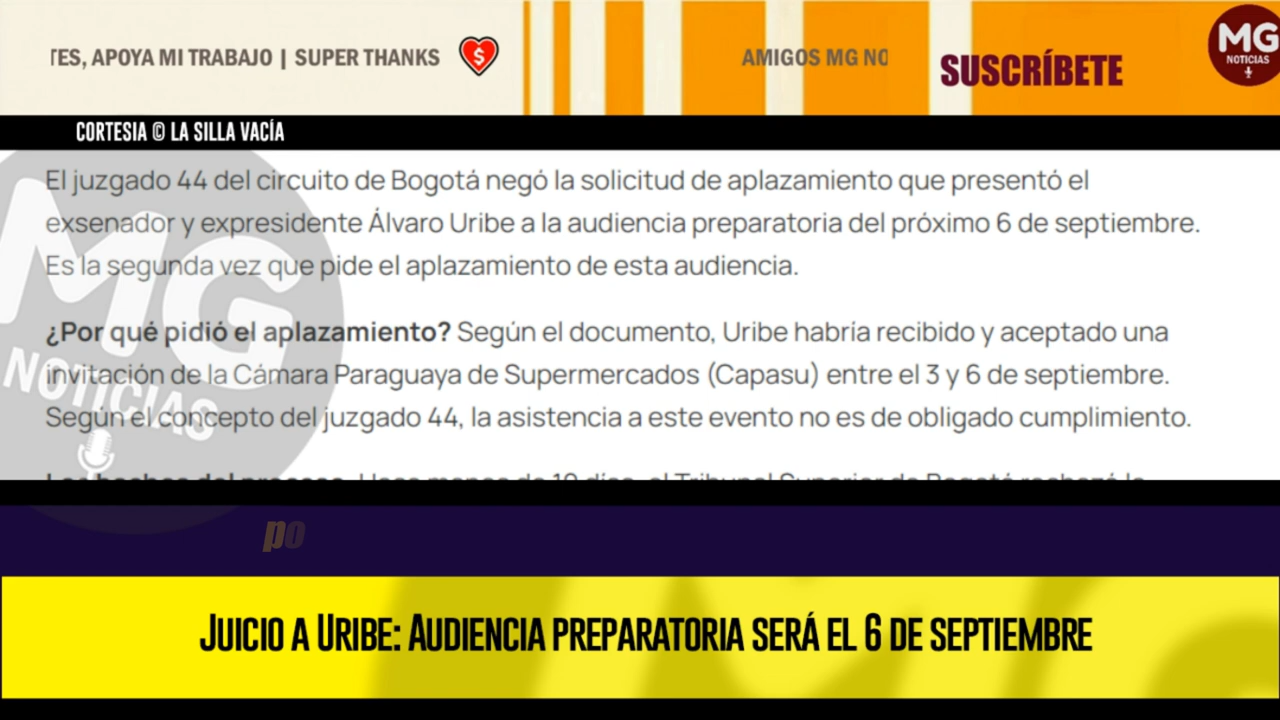 TES, APOYA MI TRABAJO | SUPER THANKS
$
AMIGOS MG NO
SUSCRÍBETE
MG
NOTICIAS
CORTESIA © LA SILLA VACÍA
El juzgado 44 del circuito de Bogotá negó la solicitud de aplazamiento que presentó el
exsenador y expresidente Álvaro Uribe a la audiencia preparatoria del próximo 6 de septiembre.
Es la segunda vez que pide el aplazamiento de esta audiencia.
¿Por qué pidió el aplazamiento? Según el documento, Uribe habría recibido y aceptado una
invitación de la Cámara Paraguaya de Supermercados (Capasu) entre el 3 y 6 de septiembre.
Según el concepto del juzgado 44, la asistencia a este evento no es de obligado cumplimiento.
MG
NOTICIAS
po
JUICIO A URIBE: AUDIENCIA PREPARATORIA SERÁ EL 6 DE SEPTIEMBRE